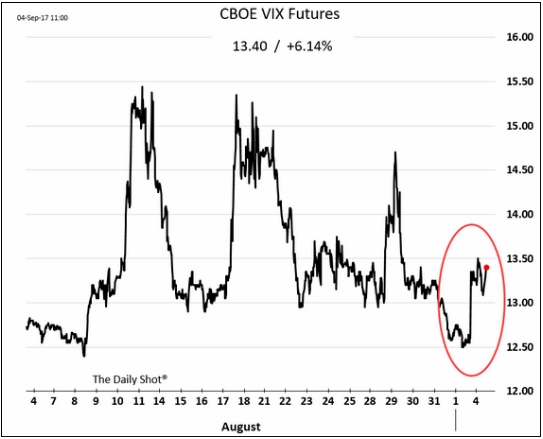 CBOE VIX Futures
04-Sep-17 11:00
13.40 / +6.14%
16.00
15.50
15.00
14.50
14.00
13.50
13.00
12.50
12.00
The Daily Shot®
4 7 8 9 10 11 14 15 16 17 18 21 22 23 24 25 28 29 30 31 1 4
August